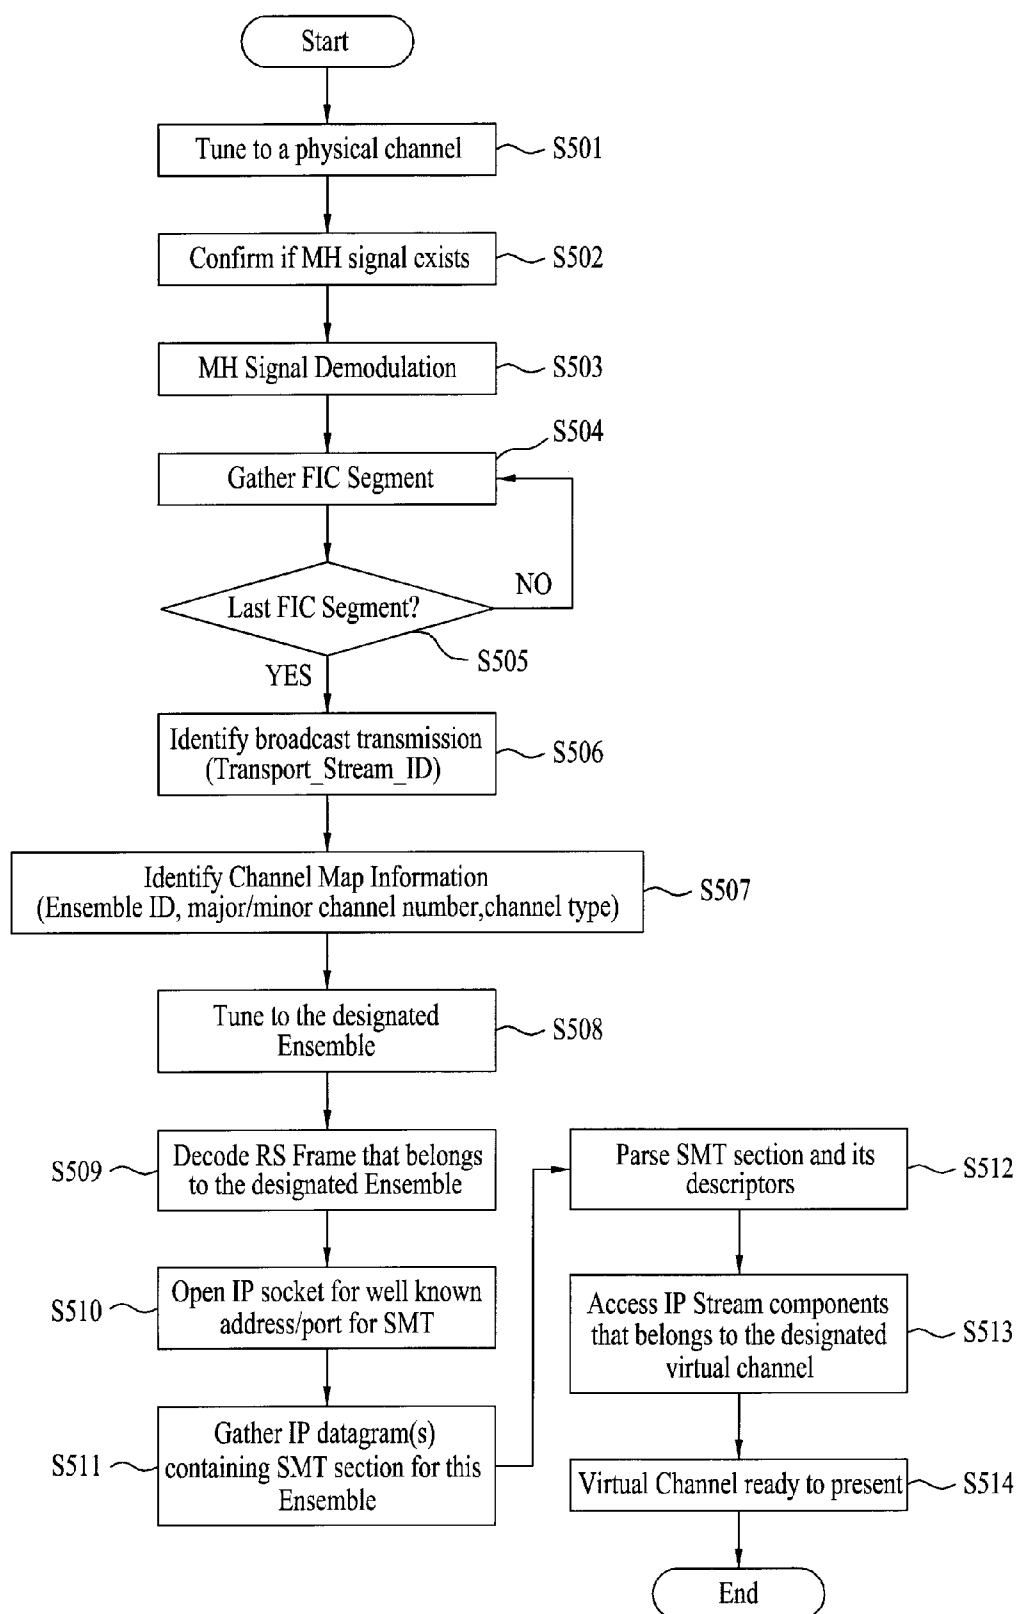 Start
Tune to a physical channel
S501
Confirm if MH signal exists
S502
MH Signal Demodulation
S503
S504
Gather FIC Segment
NO
Last FIC Segment?
S505
YES
Identify broadcast transmission
(Transport_Stream_ID)
S506
Identify Channel Map Information
(Ensemble ID, major/minor channel number,channel type)
S507
Tune to the designated
Ensemble
S508
S509
Decode RS Frame that belongs
to the designated Ensemble
S510
Open IP socket for well known
address/port for SMT
S511
Gather IP datagram(s)
containing SMT section for this
Ensemble
Parse SMT section and its
descriptors
S512
Access IP Stream components
that belongs to the designated
virtual channel
S513
Virtual Channel ready to present
S514
End